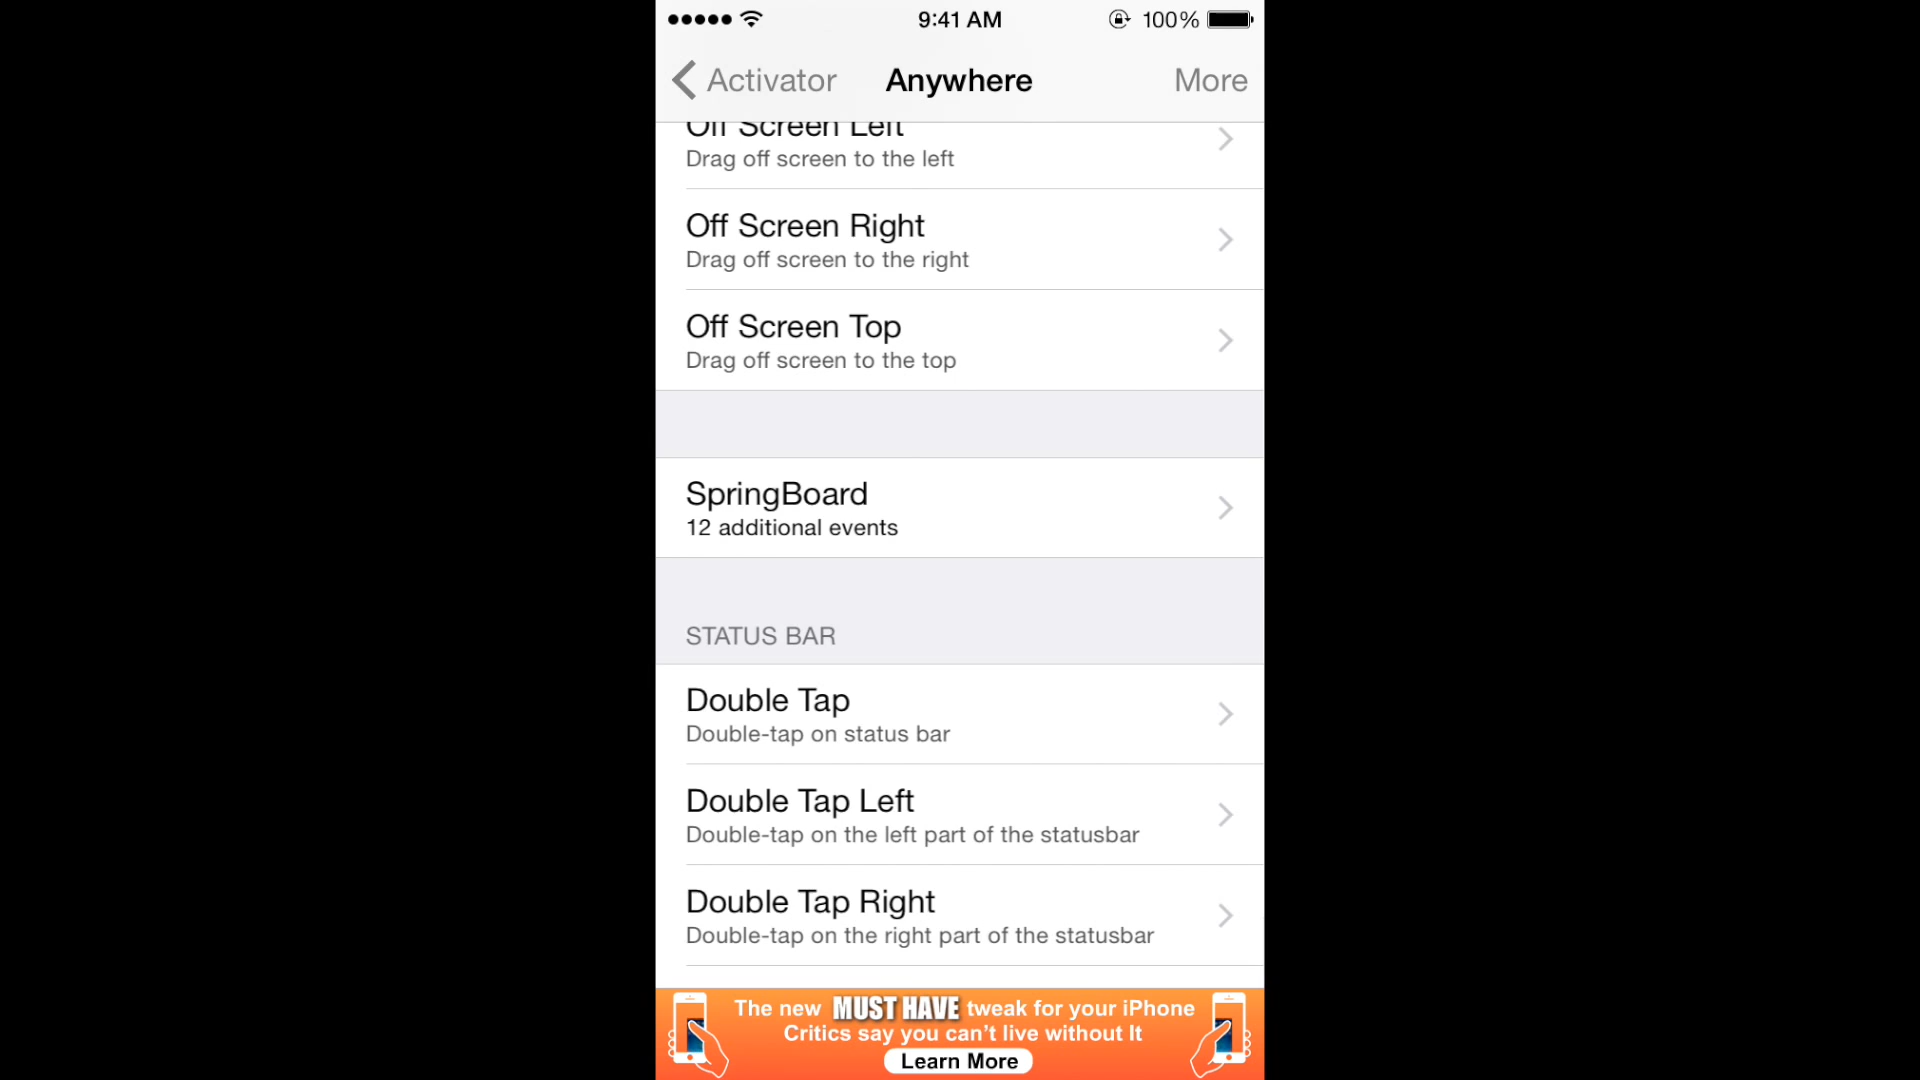 9:41 AM 100%
Activator Anywhere More
Off Screen Left
Drag off screen to the left
Off Screen Right
Drag off screen to the right
Off Screen Top
Drag off screen to the top
SpringBoard
12 additional events
STATUS BAR
Double Tap
Double-tap on status bar
Double Tap Left
Double-tap on the left part of the statusbar
Double Tap Right
Double-tap on the right part of the statusbar
The new MUST HAVE tweak for your iPhone
Critics say you can't live without It
Learn More